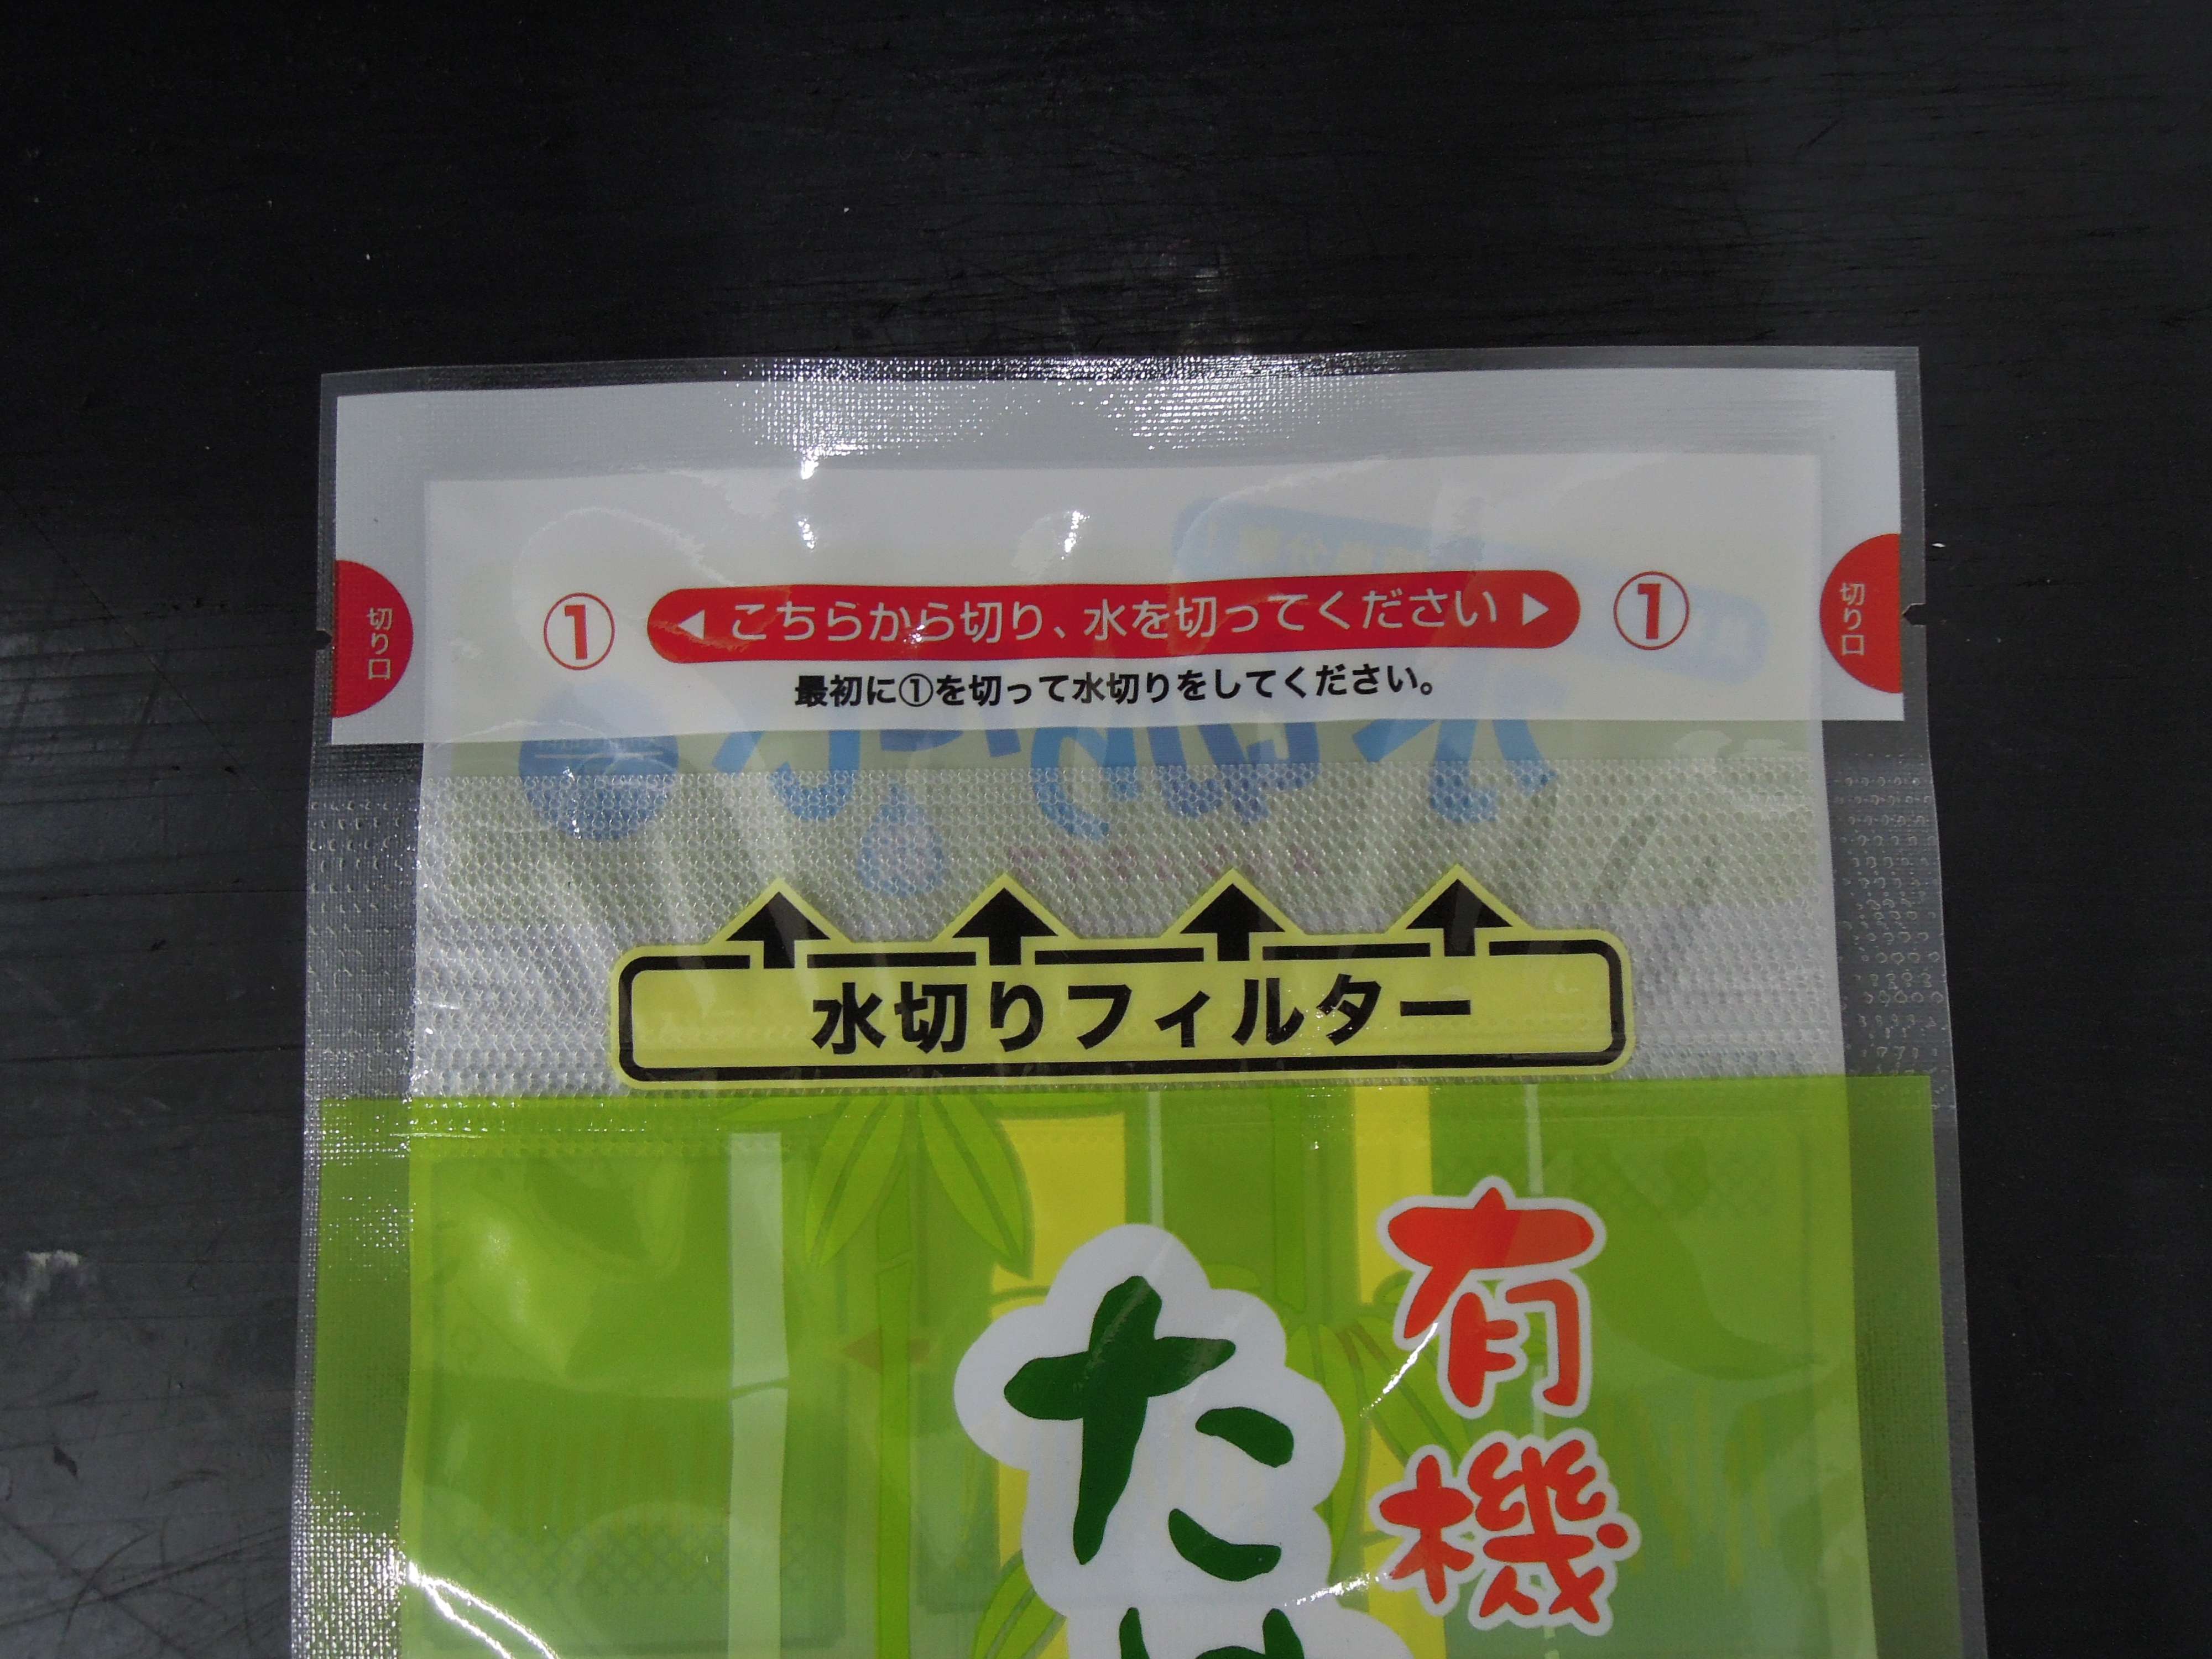 ① ◀ こちらから切り、水を切ってください ▶ ①
切り口
切り口
最初に①を切って水切りをしてください。
水切りフィルター
有機
た